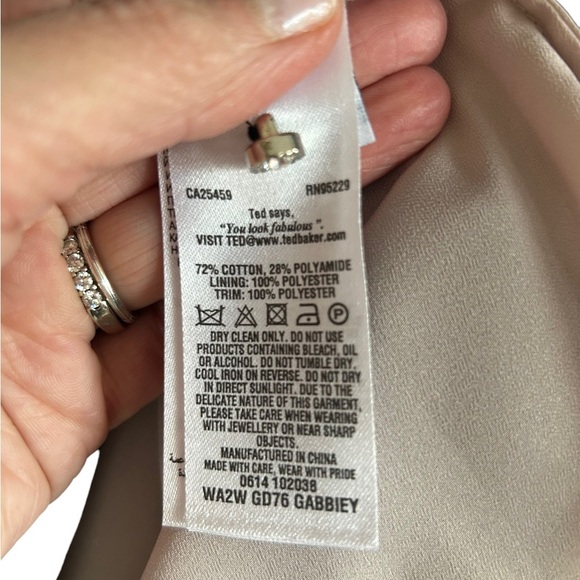 CA25459 RN95229
Ted says,
"You look fabulous".
VISIT TED@www.tedbaker.com
72% COTTON, 28% POLYAMIDE
LINING: 100% POLYESTER
TRIM: 100% POLYESTER
P
DRY CLEAN ONLY. DO NOT USE
PRODUCTS CONTAINING BLEACH, OIL
OR ALCOHOL. DO NOT TUMBLE DRY.
COOL IRON ON REVERSE. DO NOT DRY
IN DIRECT SUNLIGHT. DUE TO THE
DELICATE NATURE OF THIS GARMENT,
PLEASE TAKE CARE WHEN WEARING
WITH JEWELLERY OR NEAR SHARP
OBJECTS.
MANUFACTURED IN CHINA
MADE WITH CARE, WEAR WITH PRIDE
0614 102038
WA2W GD76 GABBIEY